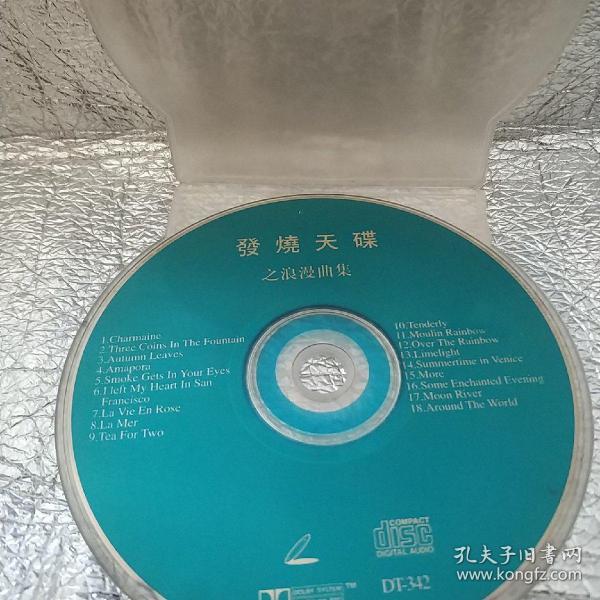 發燒天碟
之浪漫曲集
1.Charmaine
2.Three Coins In The Fountain
3.Autumn Leaves
4.Amapora
5.Smoke Gets In Your Eyes
6.I left My Heart In San
Francisco
7.La Vie En Rose
8.La Mer
9.Tea For Two
10.Tenderly
11.Moulin Rainbow
12.Over The Rainbow
13.Limelight
14.Summertime in Venice
15.More
16.Some Enchanted Evening
17.Moon River
18.Around The World
COMPACT
disc
DIGITAL AUDIO
DOLBY SYSTEM
TM
DT-342
孔夫子旧书网
www.kongfz.com